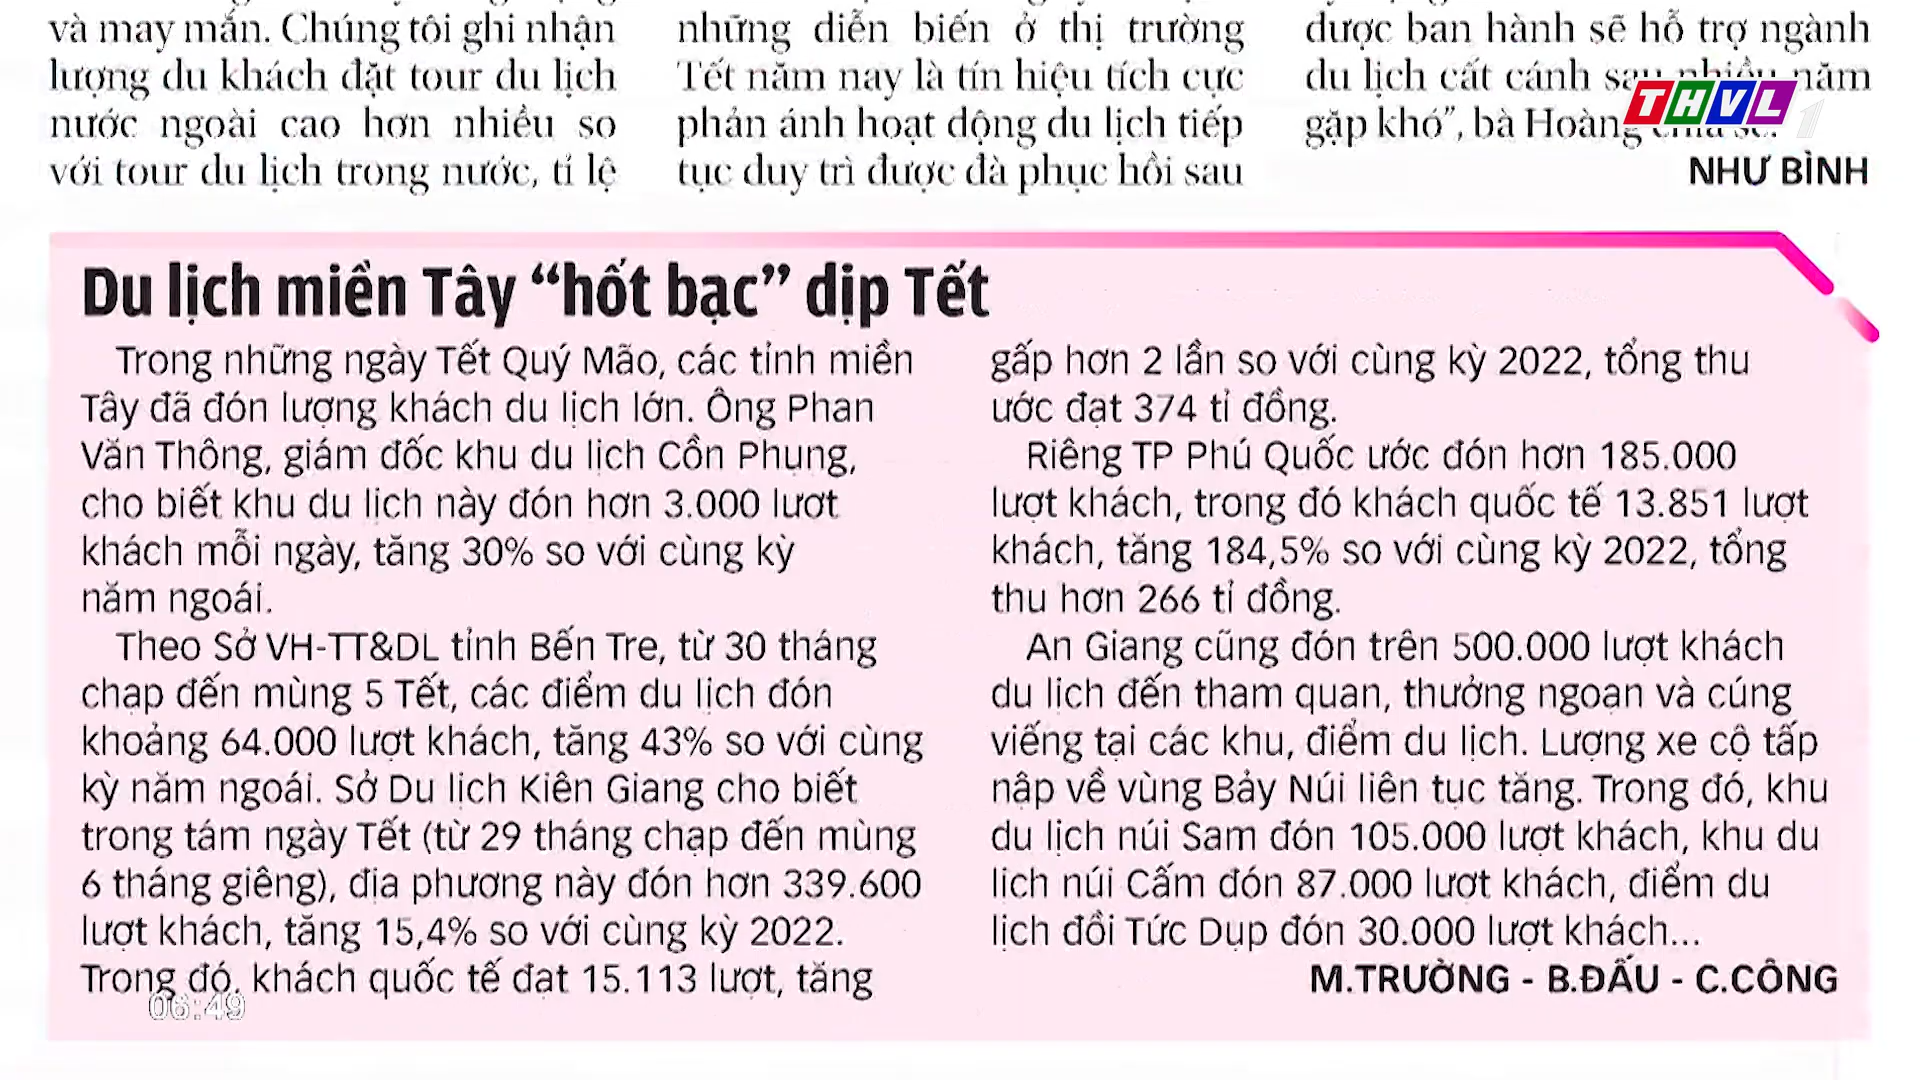 và may mắn. Chúng tôi ghi nhận
lượng du khách đặt tour du lịch
nước ngoài cao hơn nhiều so
với tour du lịch trong nước, tỉ lệ
những diễn biến ở thị trường
Tết năm nay là tín hiệu tích cực
phản ánh hoạt động du lịch tiếp
tục duy trì được đà phục hồi sau
được ban hành sẽ hỗ trợ ngành
du lịch cất cánh sau nhiều năm
gặp khó”, bà Hoàng chia sẻ.
NHƯ BÌNH
THVL 1
Du lịch miền Tây “hốt bạc” dịp Tết
Trong những ngày Tết Quý Mão, các tỉnh miền
Tây đã đón lượng khách du lịch lớn. Ông Phan
Văn Thông, giám đốc khu du lịch Cồn Phụng,
cho biết khu du lịch này đón hơn 3.000 lượt
khách mỗi ngày, tăng 30% so với cùng kỳ
năm ngoái.
Theo Sở VH-TT&DL tỉnh Bến Tre, từ 30 tháng
chạp đến mùng 5 Tết, các điểm du lịch đón
khoảng 64.000 lượt khách, tăng 43% so với cùng
kỳ năm ngoái. Sở Du lịch Kiên Giang cho biết
trong tám ngày Tết (từ 29 tháng chạp đến mùng
6 tháng giêng), địa phương này đón hơn 339.600
lượt khách, tăng 15,4% so với cùng kỳ 2022.
Trong đó, khách quốc tế đạt 15.113 lượt, tăng
gấp hơn 2 lần so với cùng kỳ 2022, tổng thu
ước đạt 374 tỉ đồng.
Riêng TP Phú Quốc ước đón hơn 185.000
lượt khách, trong đó khách quốc tế 13.851 lượt
khách, tăng 184,5% so với cùng kỳ 2022, tổng
thu hơn 266 tỉ đồng.
An Giang cũng đón trên 500.000 lượt khách
du lịch đến tham quan, thưởng ngoạn và cúng
viếng tại các khu, điểm du lịch. Lượng xe cộ tấp
nập về vùng Bảy Núi liên tục tăng. Trong đó, khu
du lịch núi Sam đón 105.000 lượt khách, khu du
lịch núi Cấm đón 87.000 lượt khách, điểm du
lịch đồi Tức Dụp đón 30.000 lượt khách...
M.TRƯỜNG - B.ĐẤU - C.CÔNG
06:49